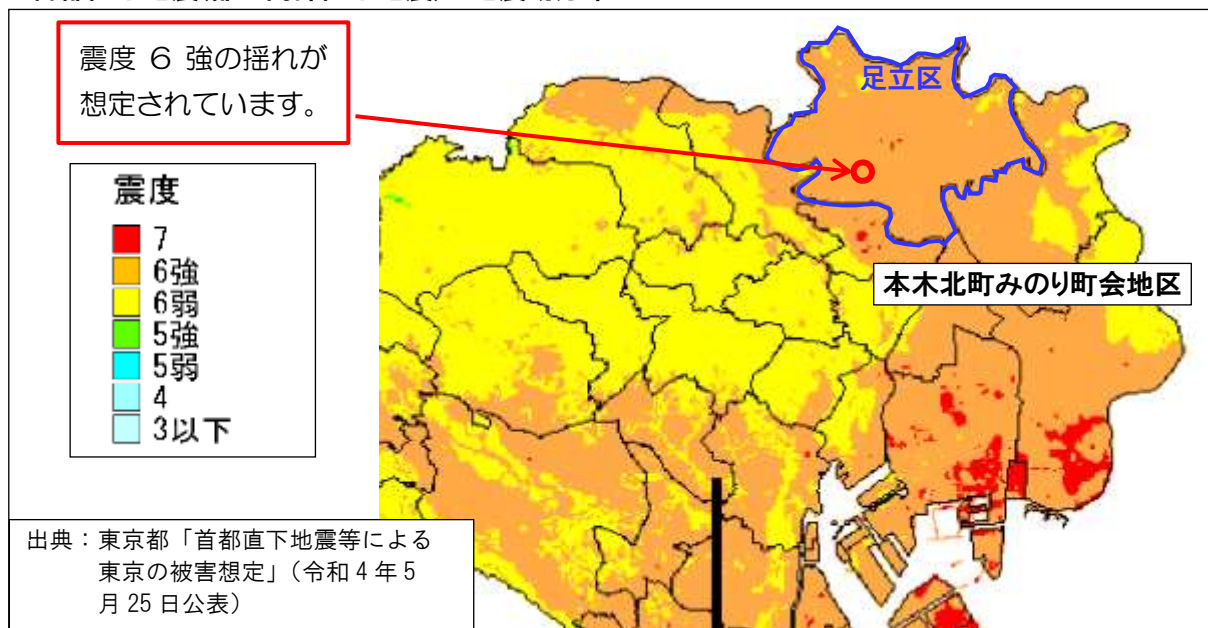 震度 6 強の揺れが
想定されています。
足立区
震度
7
6強
6弱
5強
5弱
4
3以下
本木北町みのり町会地区
出典：東京都「首都直下地震等による
東京の被害想定」（令和4年5
月25日公表）